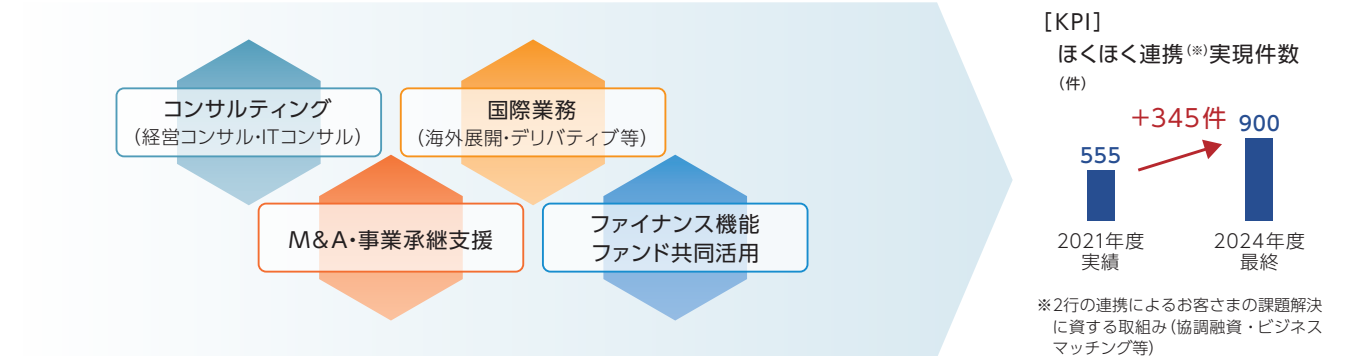 コンサルティング
（経営コンサル・ITコンサル）
国際業務
（海外展開・デリバティブ等）
M&A・事業承継支援
ファイナンス機能
ファンド共同活用
［KPI］
ほくほく連携(※)実現件数
（件）
+345件
900
555
2021年度
実績
2024年度
最終
※2行の連携によるお客さまの課題解決
に資する取組み（協調融資・ビジネス
マッチング等）